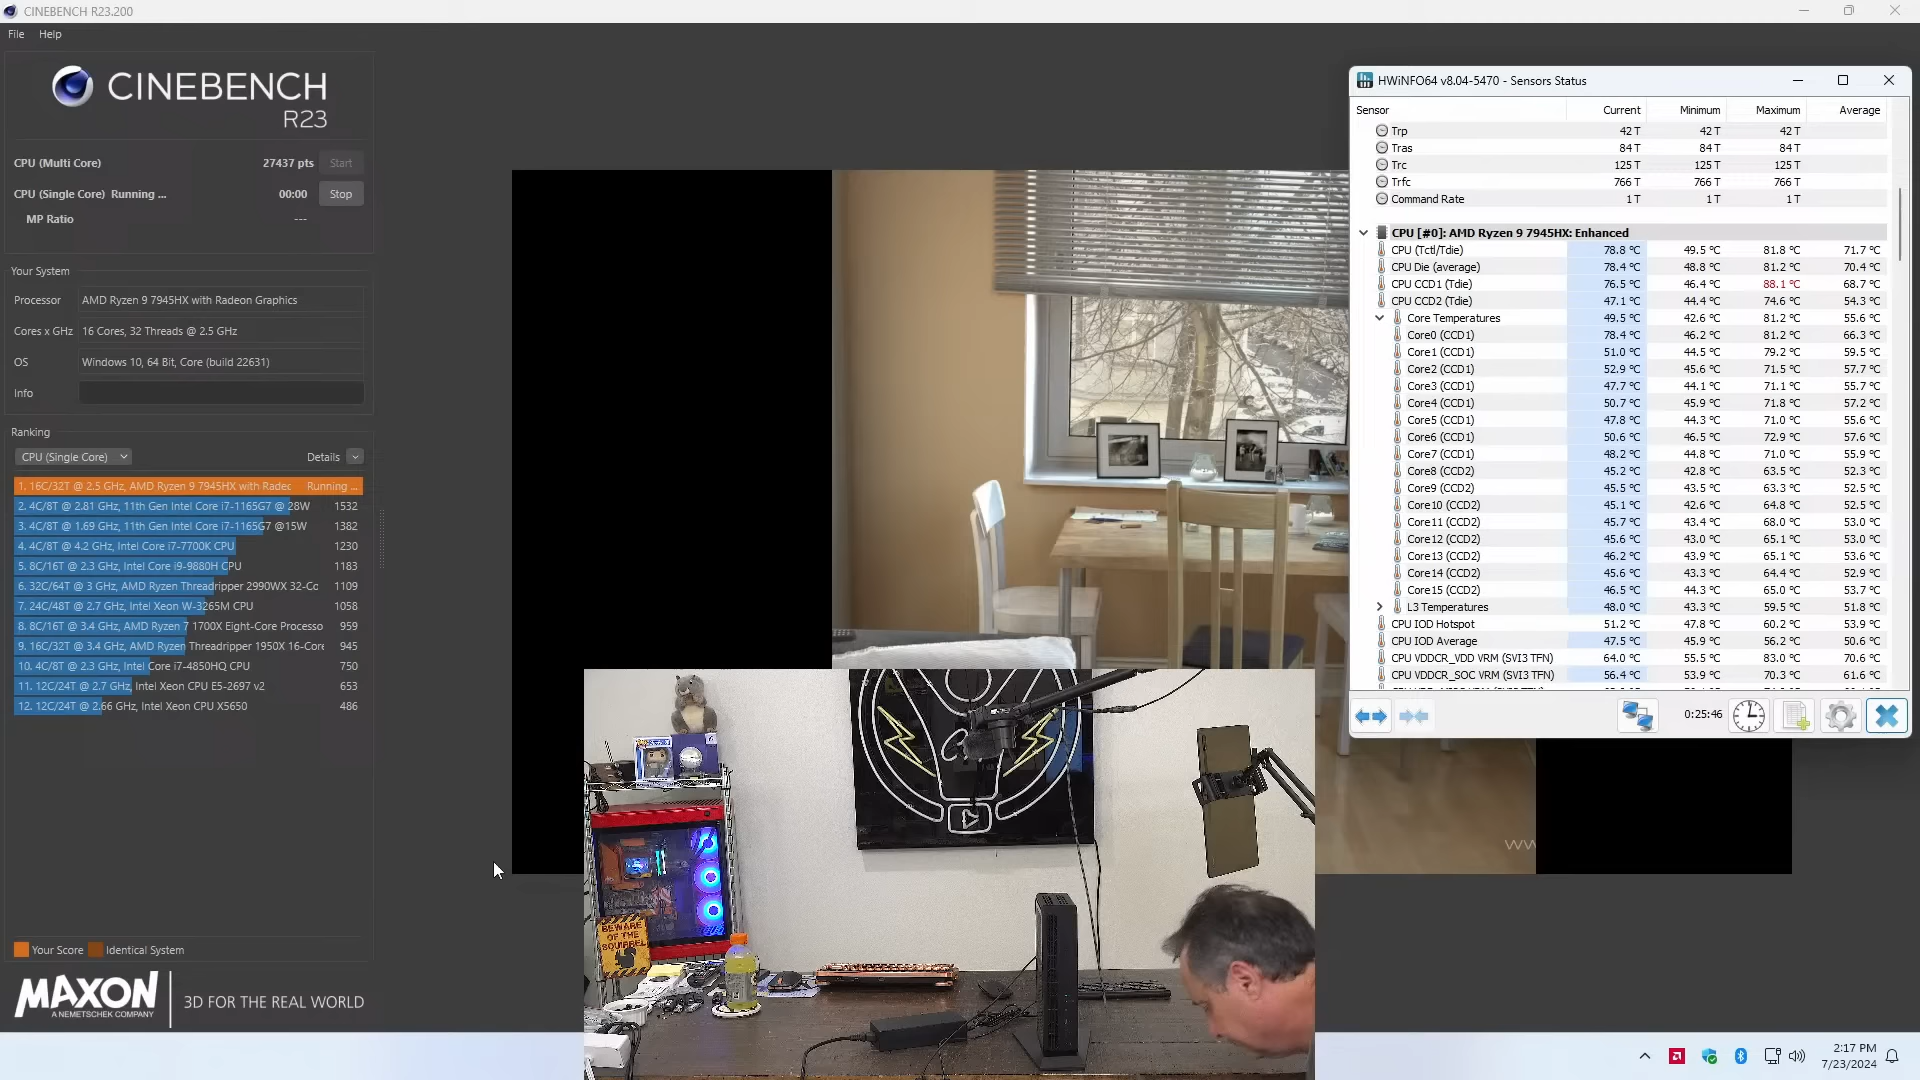 CINEBENCH R23.200
File Help
CINEBENCH
R23
CPU (Multi Core) 27437 pts Start
CPU (Single Core) Running ... 00:00 Stop
MP Ratio ---
Your System
Processor AMD Ryzen 9 7945HX with Radeon Graphics
Cores x GHz 16 Cores, 32 Threads @ 2.5 GHz
OS Windows 10, 64 Bit, Core (build 22631)
Info
Ranking
CPU (Single Core) Details
1. 16C/32T @ 2.5 GHz, AMD Ryzen 9 7945HX with Radec Running ...
2. 4C/8T @ 2.81 GHz, 11th Gen Intel Core i7-1165G7 @ 28W 1532
3. 4C/8T @ 1.69 GHz, 11th Gen Intel Core i7-1165G7 @15W 1382
4. 4C/8T @ 4.2 GHz, Intel Core i7-7700K CPU 1230
5. 8C/16T @ 2.3 GHz, Intel Core i9-9880H CPU 1183
6. 32C/64T @ 3 GHz, AMD Ryzen Threadripper 2990WX 32-Co 1109
7. 24C/48T @ 2.7 GHz, Intel Xeon W-3265M CPU 1058
8. 8C/16T @ 3.4 GHz, AMD Ryzen 7 1700X Eight-Core Processo 959
9. 16C/32T @ 3.4 GHz, AMD Ryzen Threadripper 1950X 16-Core 945
10. 4C/8T @ 2.3 GHz, Intel Core i7-4850HQ CPU 750
11. 12C/24T @ 2.7 GHz, Intel Xeon CPU E5-2697 v2 653
12. 12C/24T @ 2.66 GHz, Intel Xeon CPU X5650 486
Your Score Identical System
MAXON
A NEMETSCHEK COMPANY
3D FOR THE REAL WORLD
HWiNFO64 v8.04-5470 - Sensors Status
Sensor Current Minimum Maximum Average
Trp 42 T 42 T 42 T
Tras 84 T 84 T 84 T
Trc 125 T 125 T 125 T
Trfc 766 T 766 T 766 T
Command Rate 1 T 1 T 1 T
CPU [#0]: AMD Ryzen 9 7945HX: Enhanced
CPU (Tctl/Tdie) 78.8 °C 49.5 °C 81.8 °C 71.7 °C
CPU Die (average) 78.4 °C 48.8 °C 81.2 °C 70.4 °C
CPU CCD1 (Tdie) 76.5 °C 46.4 °C 88.1 °C 68.7 °C
CPU CCD2 (Tdie) 47.1 °C 44.4 °C 74.6 °C 54.3 °C
Core Temperatures 49.5 °C 42.6 °C 81.2 °C 55.6 °C
Core0 (CCD1) 78.4 °C 46.2 °C 81.2 °C 66.3 °C
Core1 (CCD1) 51.0 °C 44.5 °C 79.2 °C 59.5 °C
Core2 (CCD1) 52.9 °C 45.6 °C 71.5 °C 57.7 °C
Core3 (CCD1) 47.7 °C 44.1 °C 71.1 °C 55.7 °C
Core4 (CCD1) 50.7 °C 45.9 °C 71.8 °C 57.2 °C
Core5 (CCD1) 47.8 °C 44.3 °C 71.0 °C 55.6 °C
Core6 (CCD1) 50.6 °C 46.5 °C 72.9 °C 57.6 °C
Core7 (CCD1) 48.2 °C 44.8 °C 71.0 °C 55.9 °C
Core8 (CCD2) 45.2 °C 42.8 °C 63.5 °C 52.3 °C
Core9 (CCD2) 45.5 °C 43.5 °C 63.3 °C 52.5 °C
Core10 (CCD2) 45.1 °C 42.6 °C 64.8 °C 52.5 °C
Core11 (CCD2) 45.7 °C 43.4 °C 68.0 °C 53.0 °C
Core12 (CCD2) 45.6 °C 43.0 °C 65.1 °C 53.0 °C
Core13 (CCD2) 46.2 °C 43.9 °C 65.1 °C 53.6 °C
Core14 (CCD2) 45.6 °C 43.3 °C 64.4 °C 52.9 °C
Core15 (CCD2) 46.5 °C 44.3 °C 65.0 °C 53.7 °C
L3 Temperatures 48.0 °C 43.3 °C 59.5 °C 51.8 °C
CPU IOD Hotspot 51.2 °C 47.8 °C 60.2 °C 53.9 °C
CPU IOD Average 47.5 °C 45.9 °C 56.2 °C 50.6 °C
CPU VDDCR_VDD VRM (SVI3 TFN) 64.0 °C 55.5 °C 83.0 °C 70.6 °C
CPU VDDCR_SOC VRM (SVI3 TFN) 56.4 °C 53.9 °C 70.3 °C 61.6 °C
0:25:46
BEWARE
OF THE
SQUIRREL
2:17 PM
7/23/2024